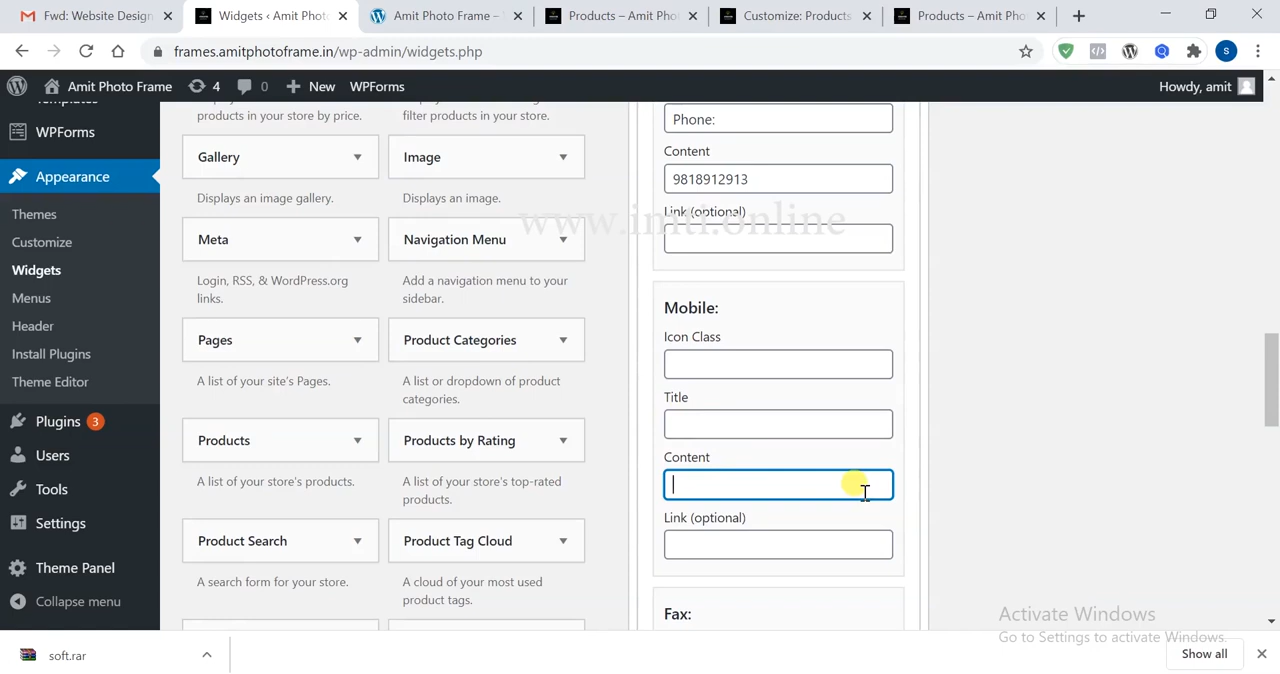 Fwd: Website Design
Widgets ‹ Amit Photo
Amit Photo Frame –
Products – Amit Pho
Customize: Products
Products – Amit Pho
frames.amitphotoframe.in/wp-admin/widgets.php
S
Amit Photo Frame
4
0
New
WPForms
Howdy, amit
Templates
WPForms
Appearance
Themes
Customize
Widgets
Menus
Header
Install Plugins
Theme Editor
Plugins 3
Users
Tools
Settings
Theme Panel
Collapse menu
products in your store by price.
filter products in your store.
Gallery
Image
Displays an image gallery.
Displays an image.
Meta
Navigation Menu
Login, RSS, & WordPress.org
links.
Add a navigation menu to your
sidebar.
Pages
Product Categories
A list of your site's Pages.
A list or dropdown of product
categories.
Products
Products by Rating
A list of your store's products.
A list of your store's top-rated
products.
Product Search
Product Tag Cloud
A search form for your store.
A cloud of your most used
product tags.
Phone:
Content
9818912913
Link (optional)
www.imti.online
Mobile:
Icon Class
Title
Content
Link (optional)
Fax:
Activate Windows
Go to Settings to activate Windows.
soft.rar
Show all